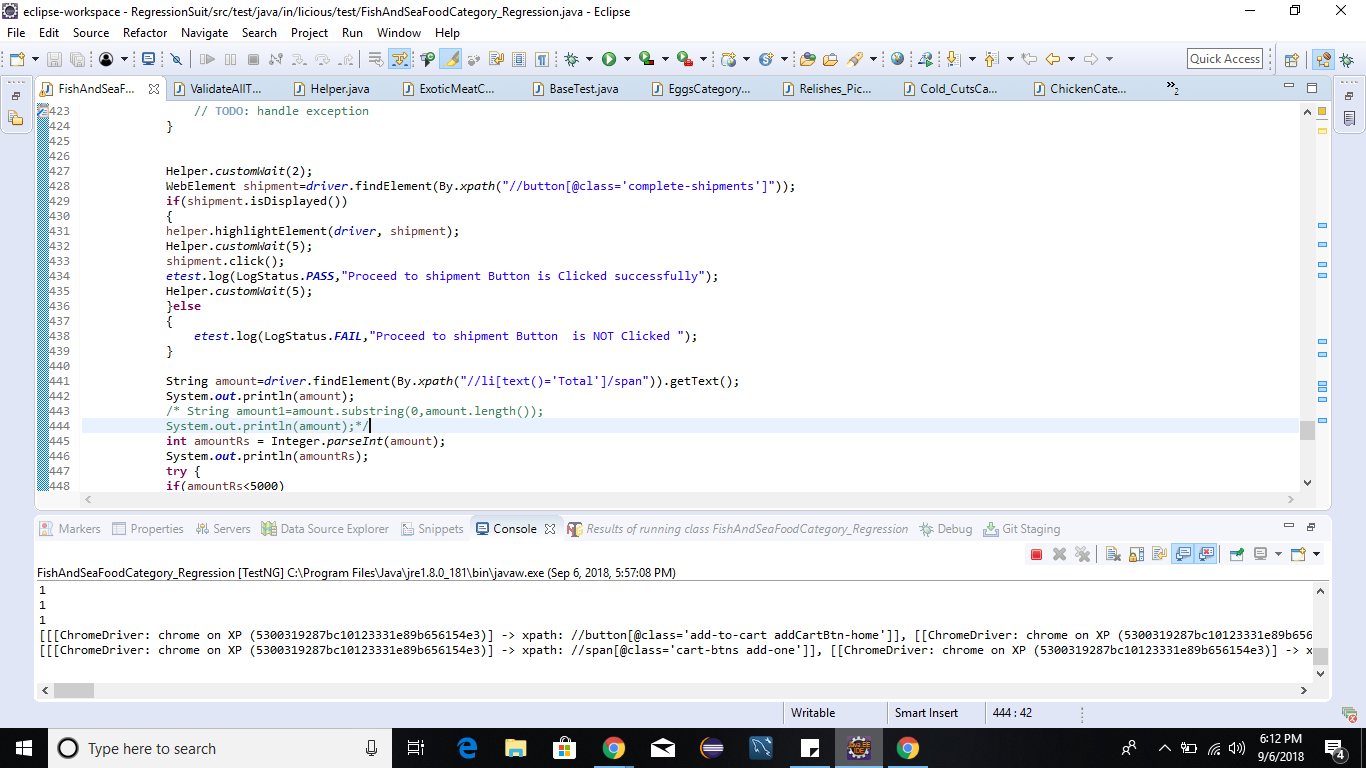 eclipse-workspace - RegressionSuit/src/test/java/in/licious/test/FishAndSeaFoodCategory_Regression.java - Eclipse
File Edit Source Refactor Navigate Search Project Run Window Help
Quick Access
FishAndSeaF... ValidateAllT... Helper.java ExoticMeatC... BaseTest.java EggsCategory... Relishes_Pic... Cold_CutsCa... ChickenCate... »2
423 // TODO: handle exception
424 }
425
426
427 Helper.customWait(2);
428 WebElement shipment=driver.findElement(By.xpath("//button[@class='complete-shipments']"));
429 if(shipment.isDisplayed())
430 {
431 helper.highlightElement(driver, shipment);
432 Helper.customWait(5);
433 shipment.click();
434 etest.log(LogStatus.PASS,"Proceed to shipment Button is Clicked successfully");
435 Helper.customWait(5);
436 }else
437 {
438 etest.log(LogStatus.FAIL,"Proceed to shipment Button  is NOT Clicked ");
439 }
440
441 String amount=driver.findElement(By.xpath("//li[text()='Total']/span")).getText();
442 System.out.println(amount);
443 /* String amount1=amount.substring(0,amount.length());
444 System.out.println(amount);*/
445 int amountRs = Integer.parseInt(amount);
446 System.out.println(amountRs);
447 try {
448 if(amountRs<5000)
Markers Properties Servers Data Source Explorer Snippets Console Results of running class FishAndSeaFoodCategory_Regression Debug Git Staging
FishAndSeaFoodCategory_Regression [TestNG] C:\Program Files\Java\jre1.8.0_181\bin\javaw.exe (Sep 6, 2018, 5:57:08 PM)
1
1
1
[[[ChromeDriver: chrome on XP (5300319287bc10123331e89b656154e3)] -> xpath: //button[@class='add-to-cart addCartBtn-home']], [[ChromeDriver: chrome on XP (5300319287bc10123331e89b656
[[[ChromeDriver: chrome on XP (5300319287bc10123331e89b656154e3)] -> xpath: //span[@class='cart-btns add-one']], [[ChromeDriver: chrome on XP (5300319287bc10123331e89b656154e3)] -> x
Writable Smart Insert 444 : 42
Type here to search
6:12 PM
9/6/2018
4